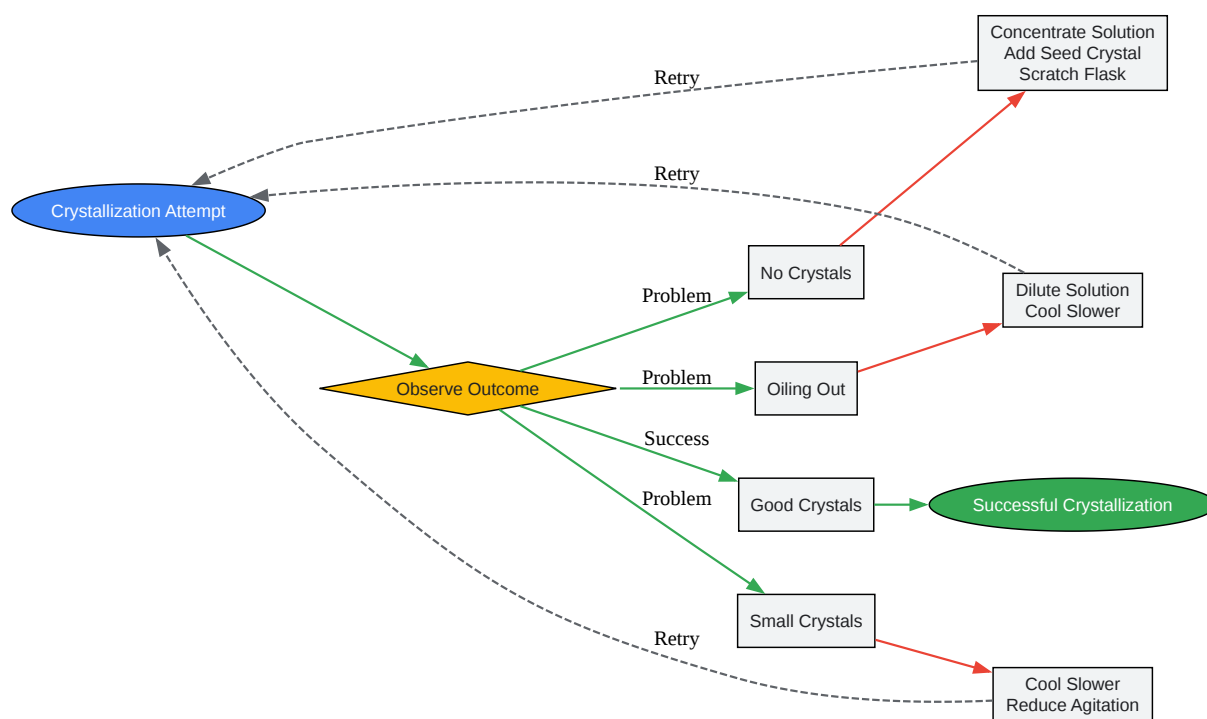 Concentrate Solution
Add Seed Crystal
Scratch Flask
Retry
Retry
Crystallization Attempt
No Crystals
Dilute Solution
Cool Slower
Problem
Observe Outcome
Problem
Oiling Out
Success
Problem
Good Crystals
Successful Crystallization
Small Crystals
Retry
Cool Slower
Reduce Agitation